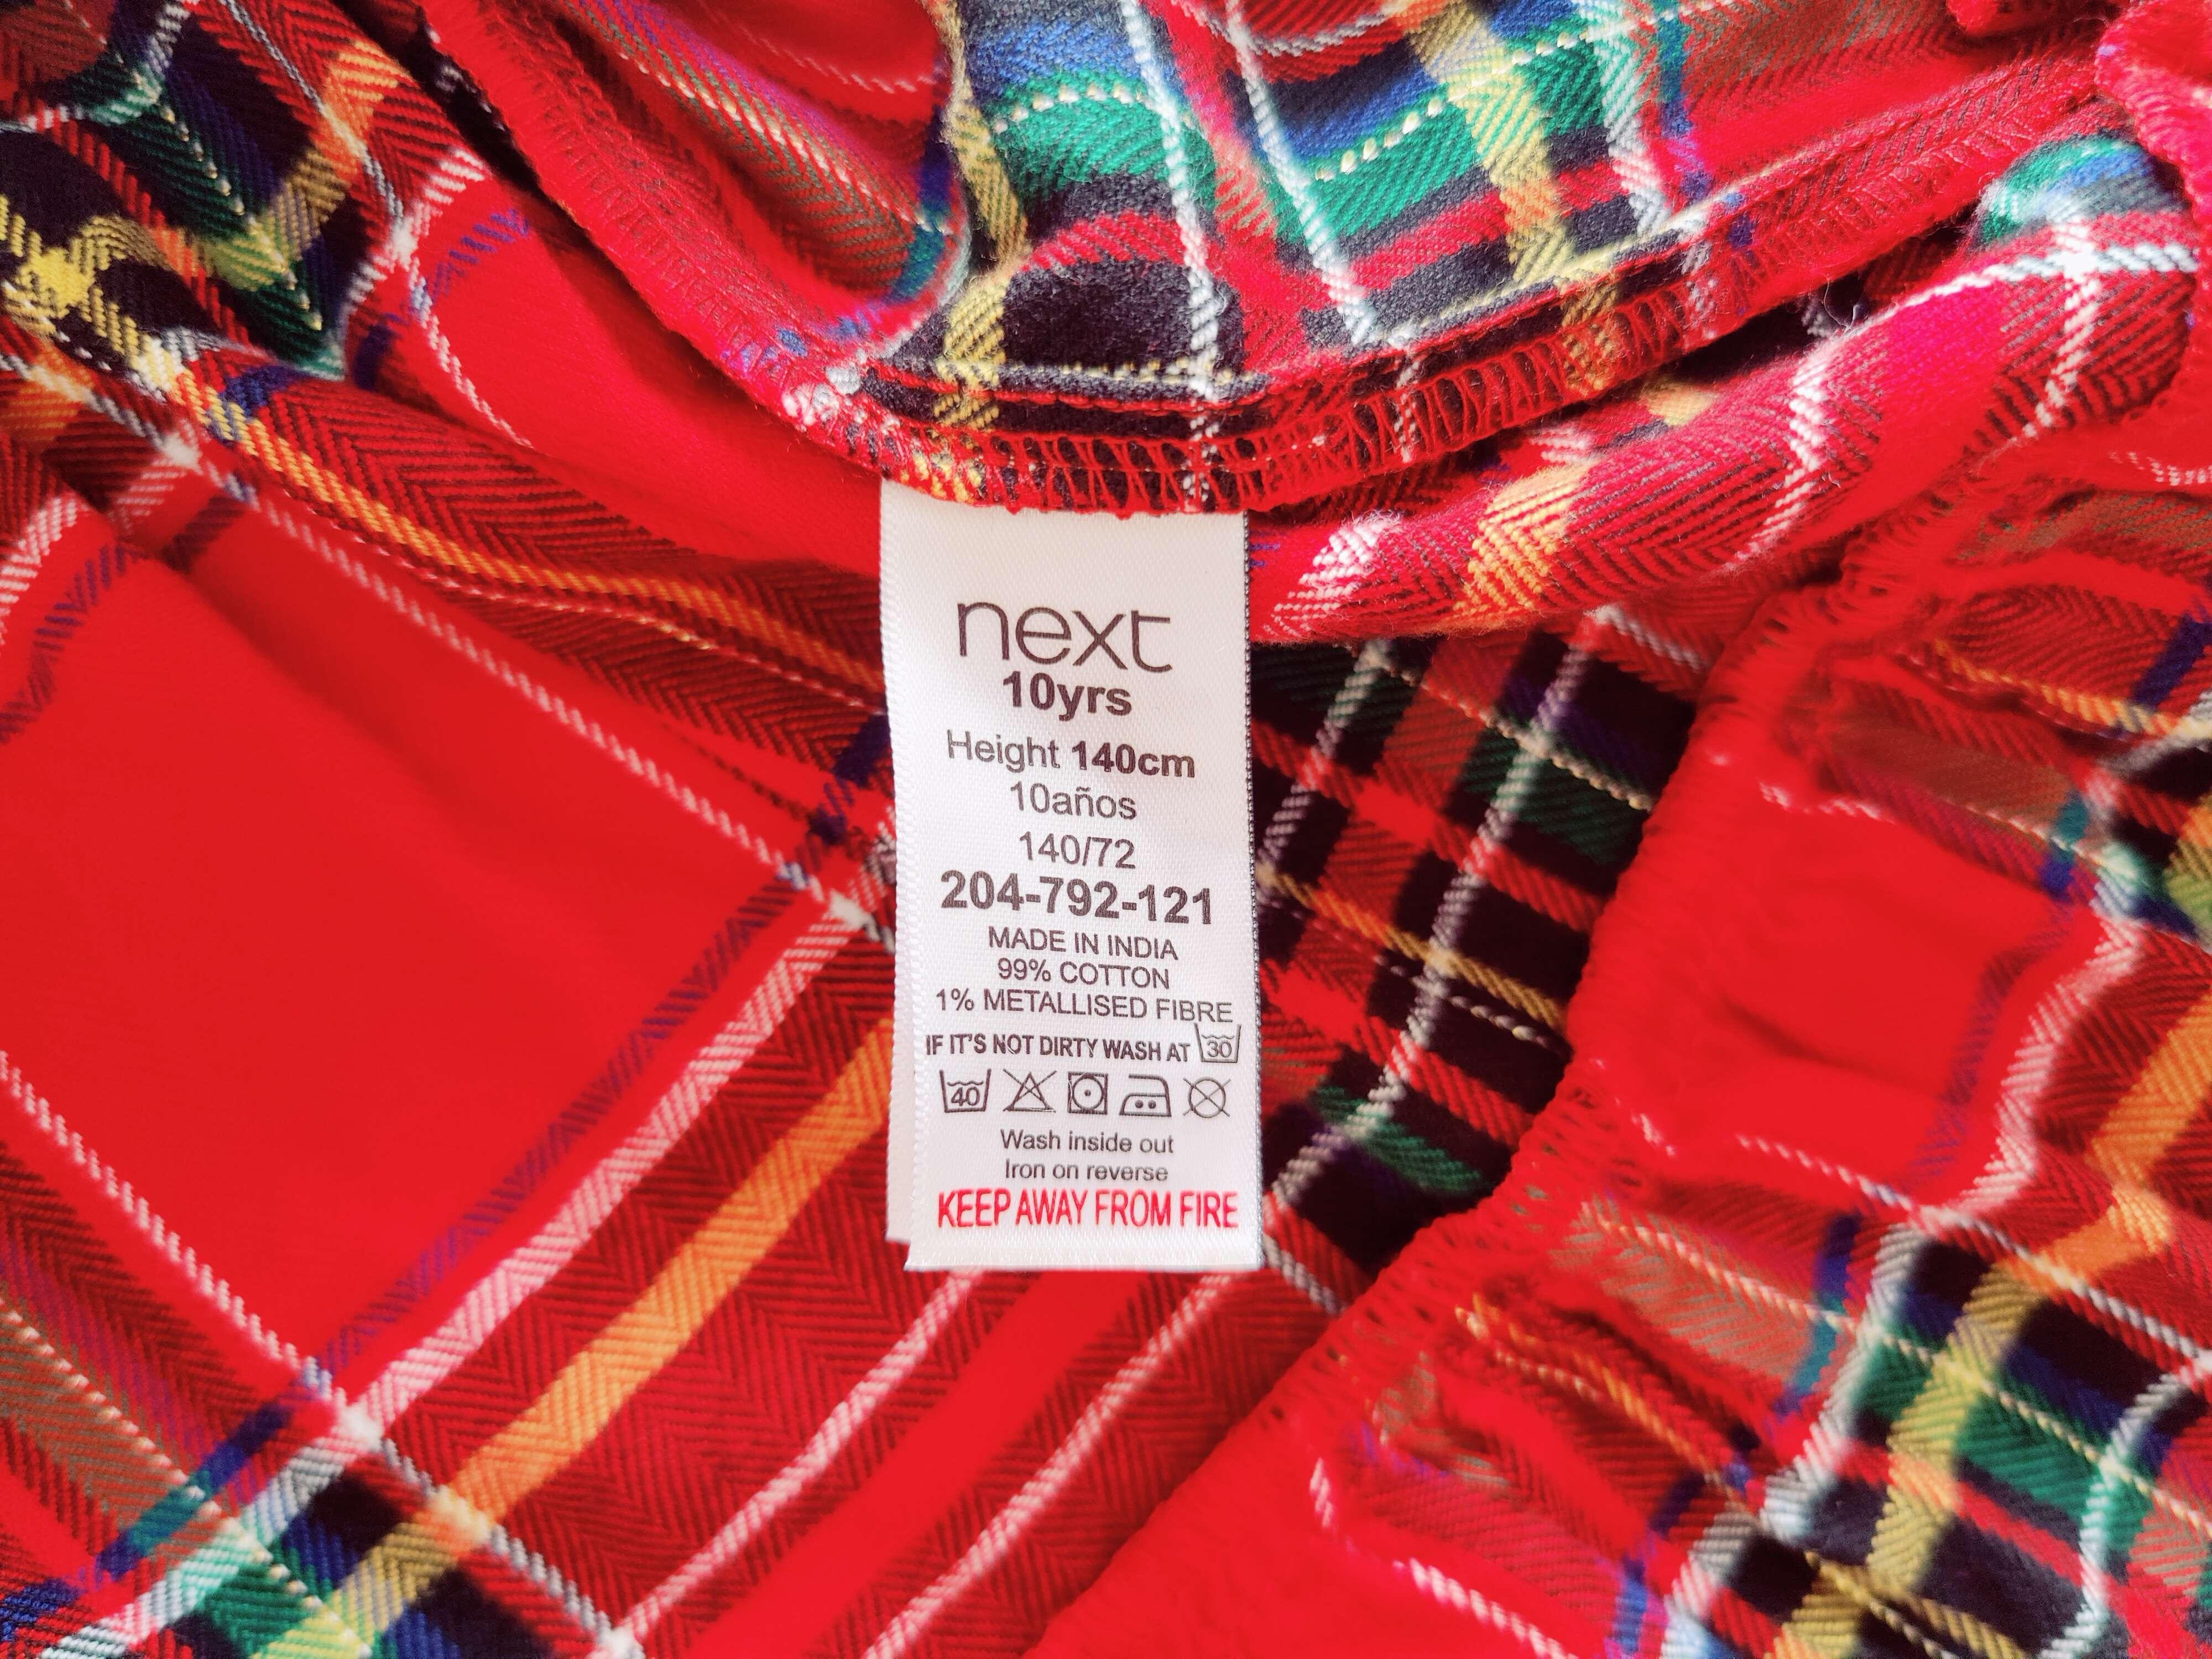 next
10yrs
Height 140cm
10años
140/72
204-792-121
MADE IN INDIA
99% COTTON
1% METALLISED FIBRE
IF IT'S NOT DIRTY WASH AT 30
40
Wash inside out
Iron on reverse
KEEP AWAY FROM FIRE